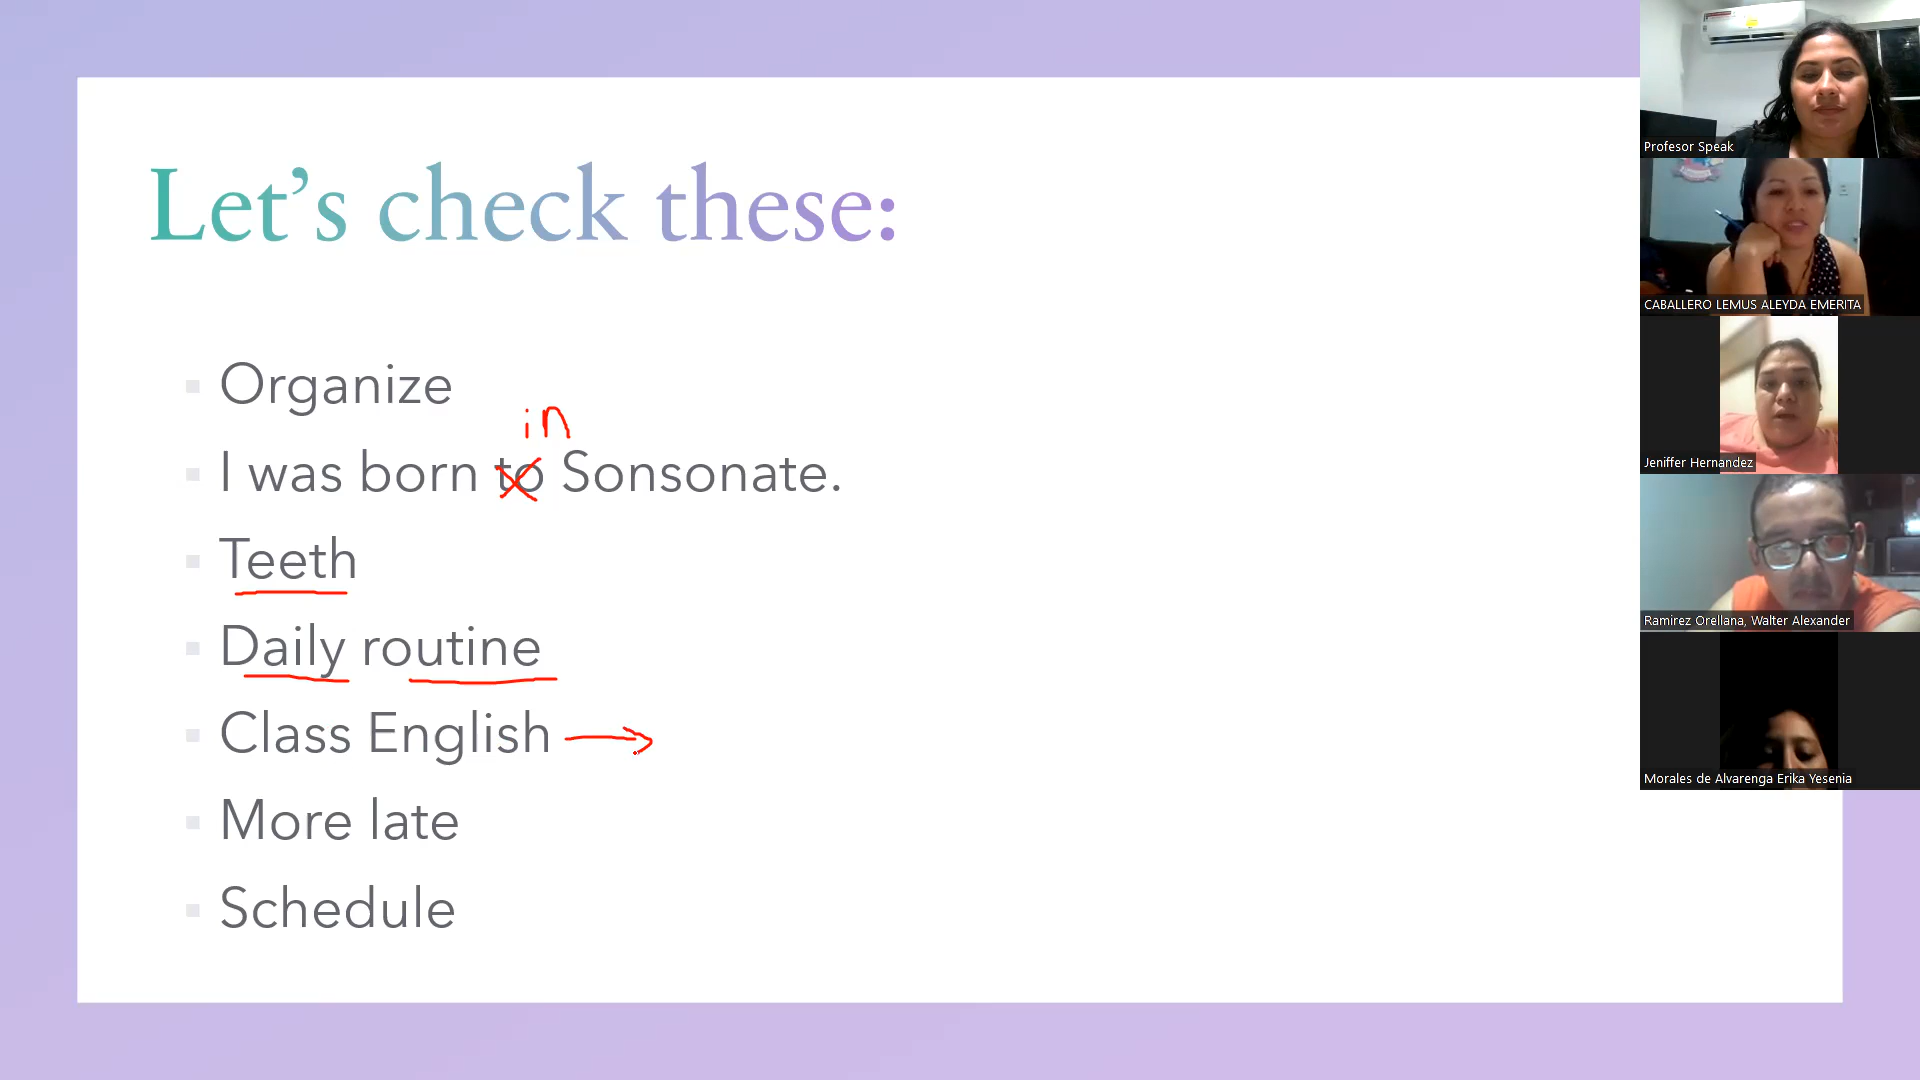 Let's check these:
Organize
in
I was born to Sonsonate.
Teeth
Daily routine
Class English
More late
Schedule
Profesor Speak
CABALLERO LEMUS ALEYDA EMERITA
Jeniffer Hernandez
Ramirez Orellana, Walter Alexander
Morales de Alvarenga Erika Yesenia